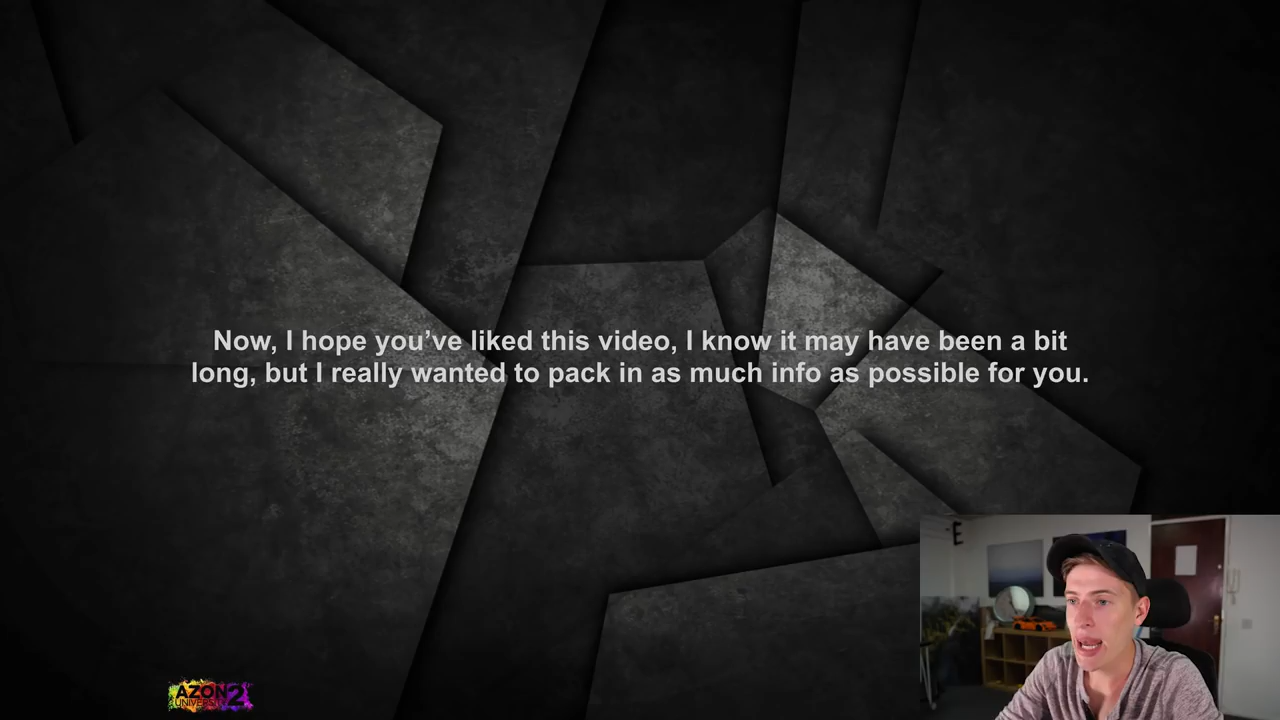 Now, I hope you’ve liked this video, I know it may have been a bit
long, but I really wanted to pack in as much info as possible for you.
E
AZON 2